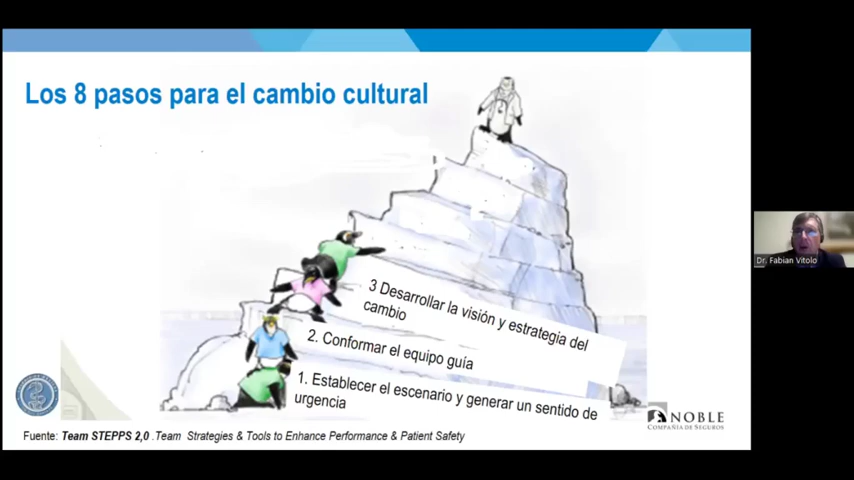 Los 8 pasos para el cambio cultural
3 Desarrollar la visión y estrategia del
cambio
2. Conformar el equipo guía
1. Establecer el escenario y generar un sentido de
urgencia
NOBLE
COMPAÑÍA DE SEGUROS
Fuente: Team STEPPS 2,0 .Team Strategies & Tools to Enhance Performance & Patient Safety
Dr. Fabian Vitolo